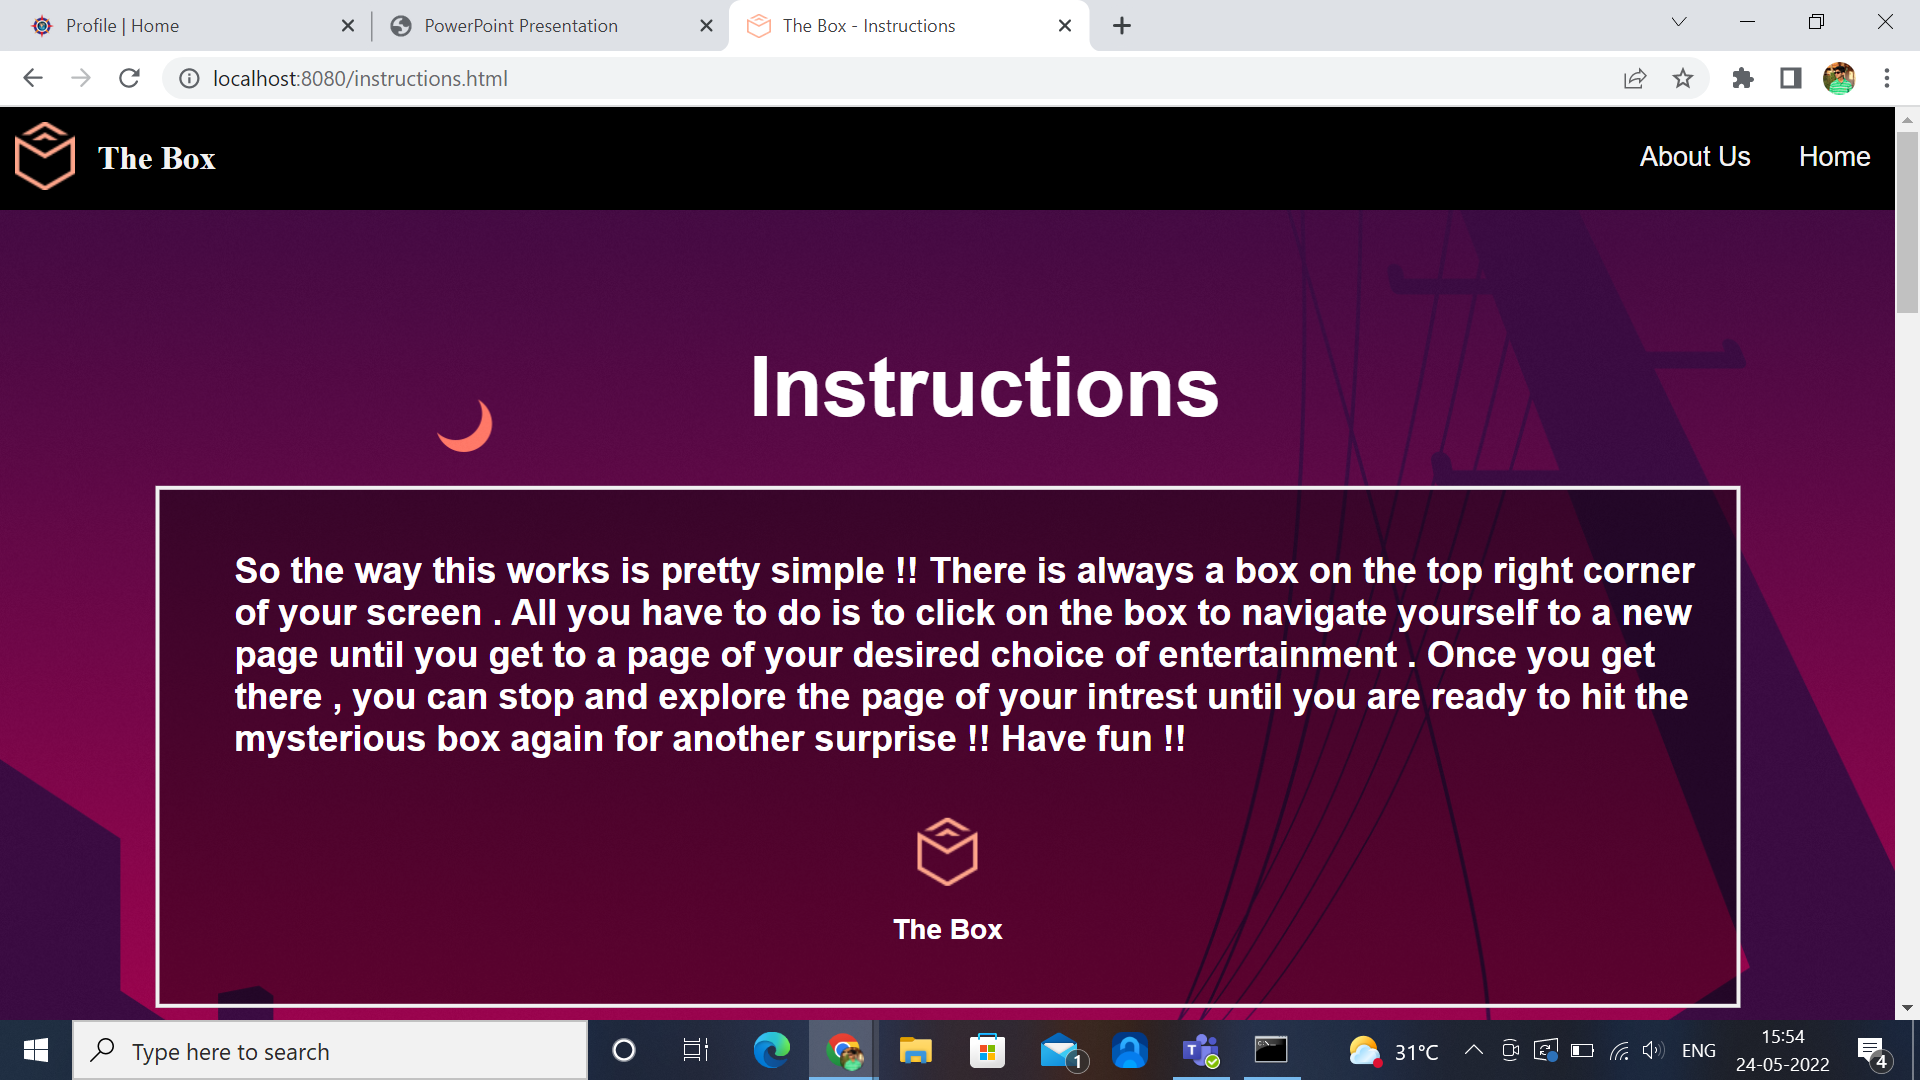 Profile | Home
PowerPoint Presentation
The Box - Instructions
localhost:8080/instructions.html
The Box
About Us
Home
Instructions
So the way this works is pretty simple !! There is always a box on the top right corner
of your screen . All you have to do is to click on the box to navigate yourself to a new
page until you get to a page of your desired choice of entertainment . Once you get
there , you can stop and explore the page of your intrest until you are ready to hit the
mysterious box again for another surprise !! Have fun !!
The Box
Type here to search
1
T
C:\_
31°C
ENG
15:54
24-05-2022
4